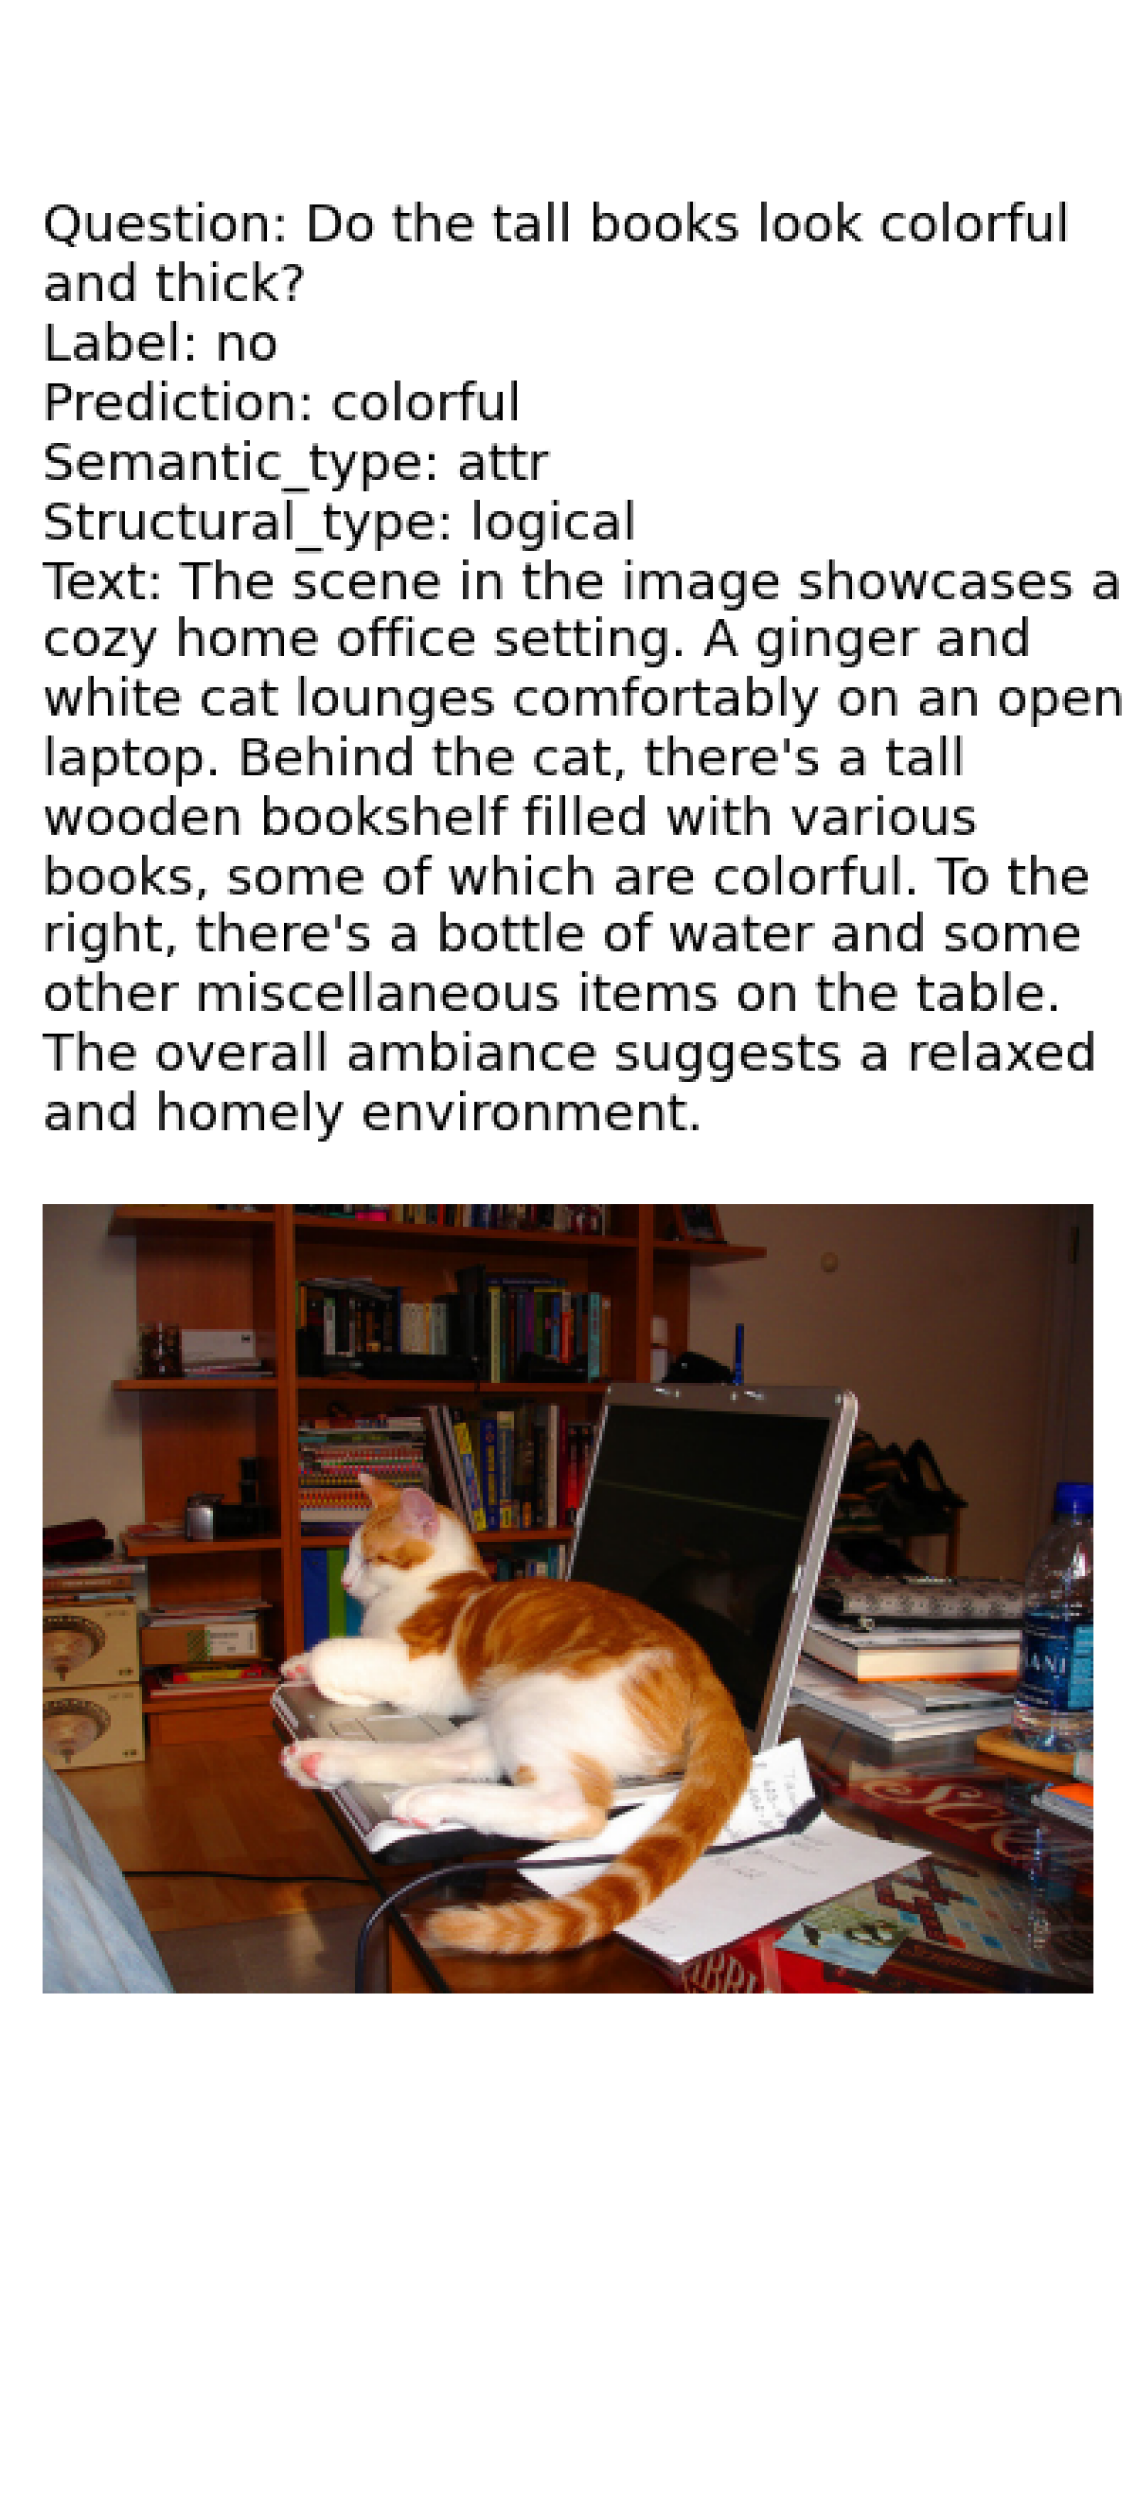 Question: Do the tall books look colorful
and thick?
Label: no
Prediction: colorful
Semantic_type: attr
Structural_type: logical
Text: The scene in the image showcases a
cozy home office setting. A ginger and
white cat lounges comfortably on an open
laptop. Behind the cat, there's a tall
wooden bookshelf filled with various
books, some of which are colorful. To the
right, there's a bottle of water and some
other miscellaneous items on the table.
The overall ambiance suggests a relaxed
and homely environment.